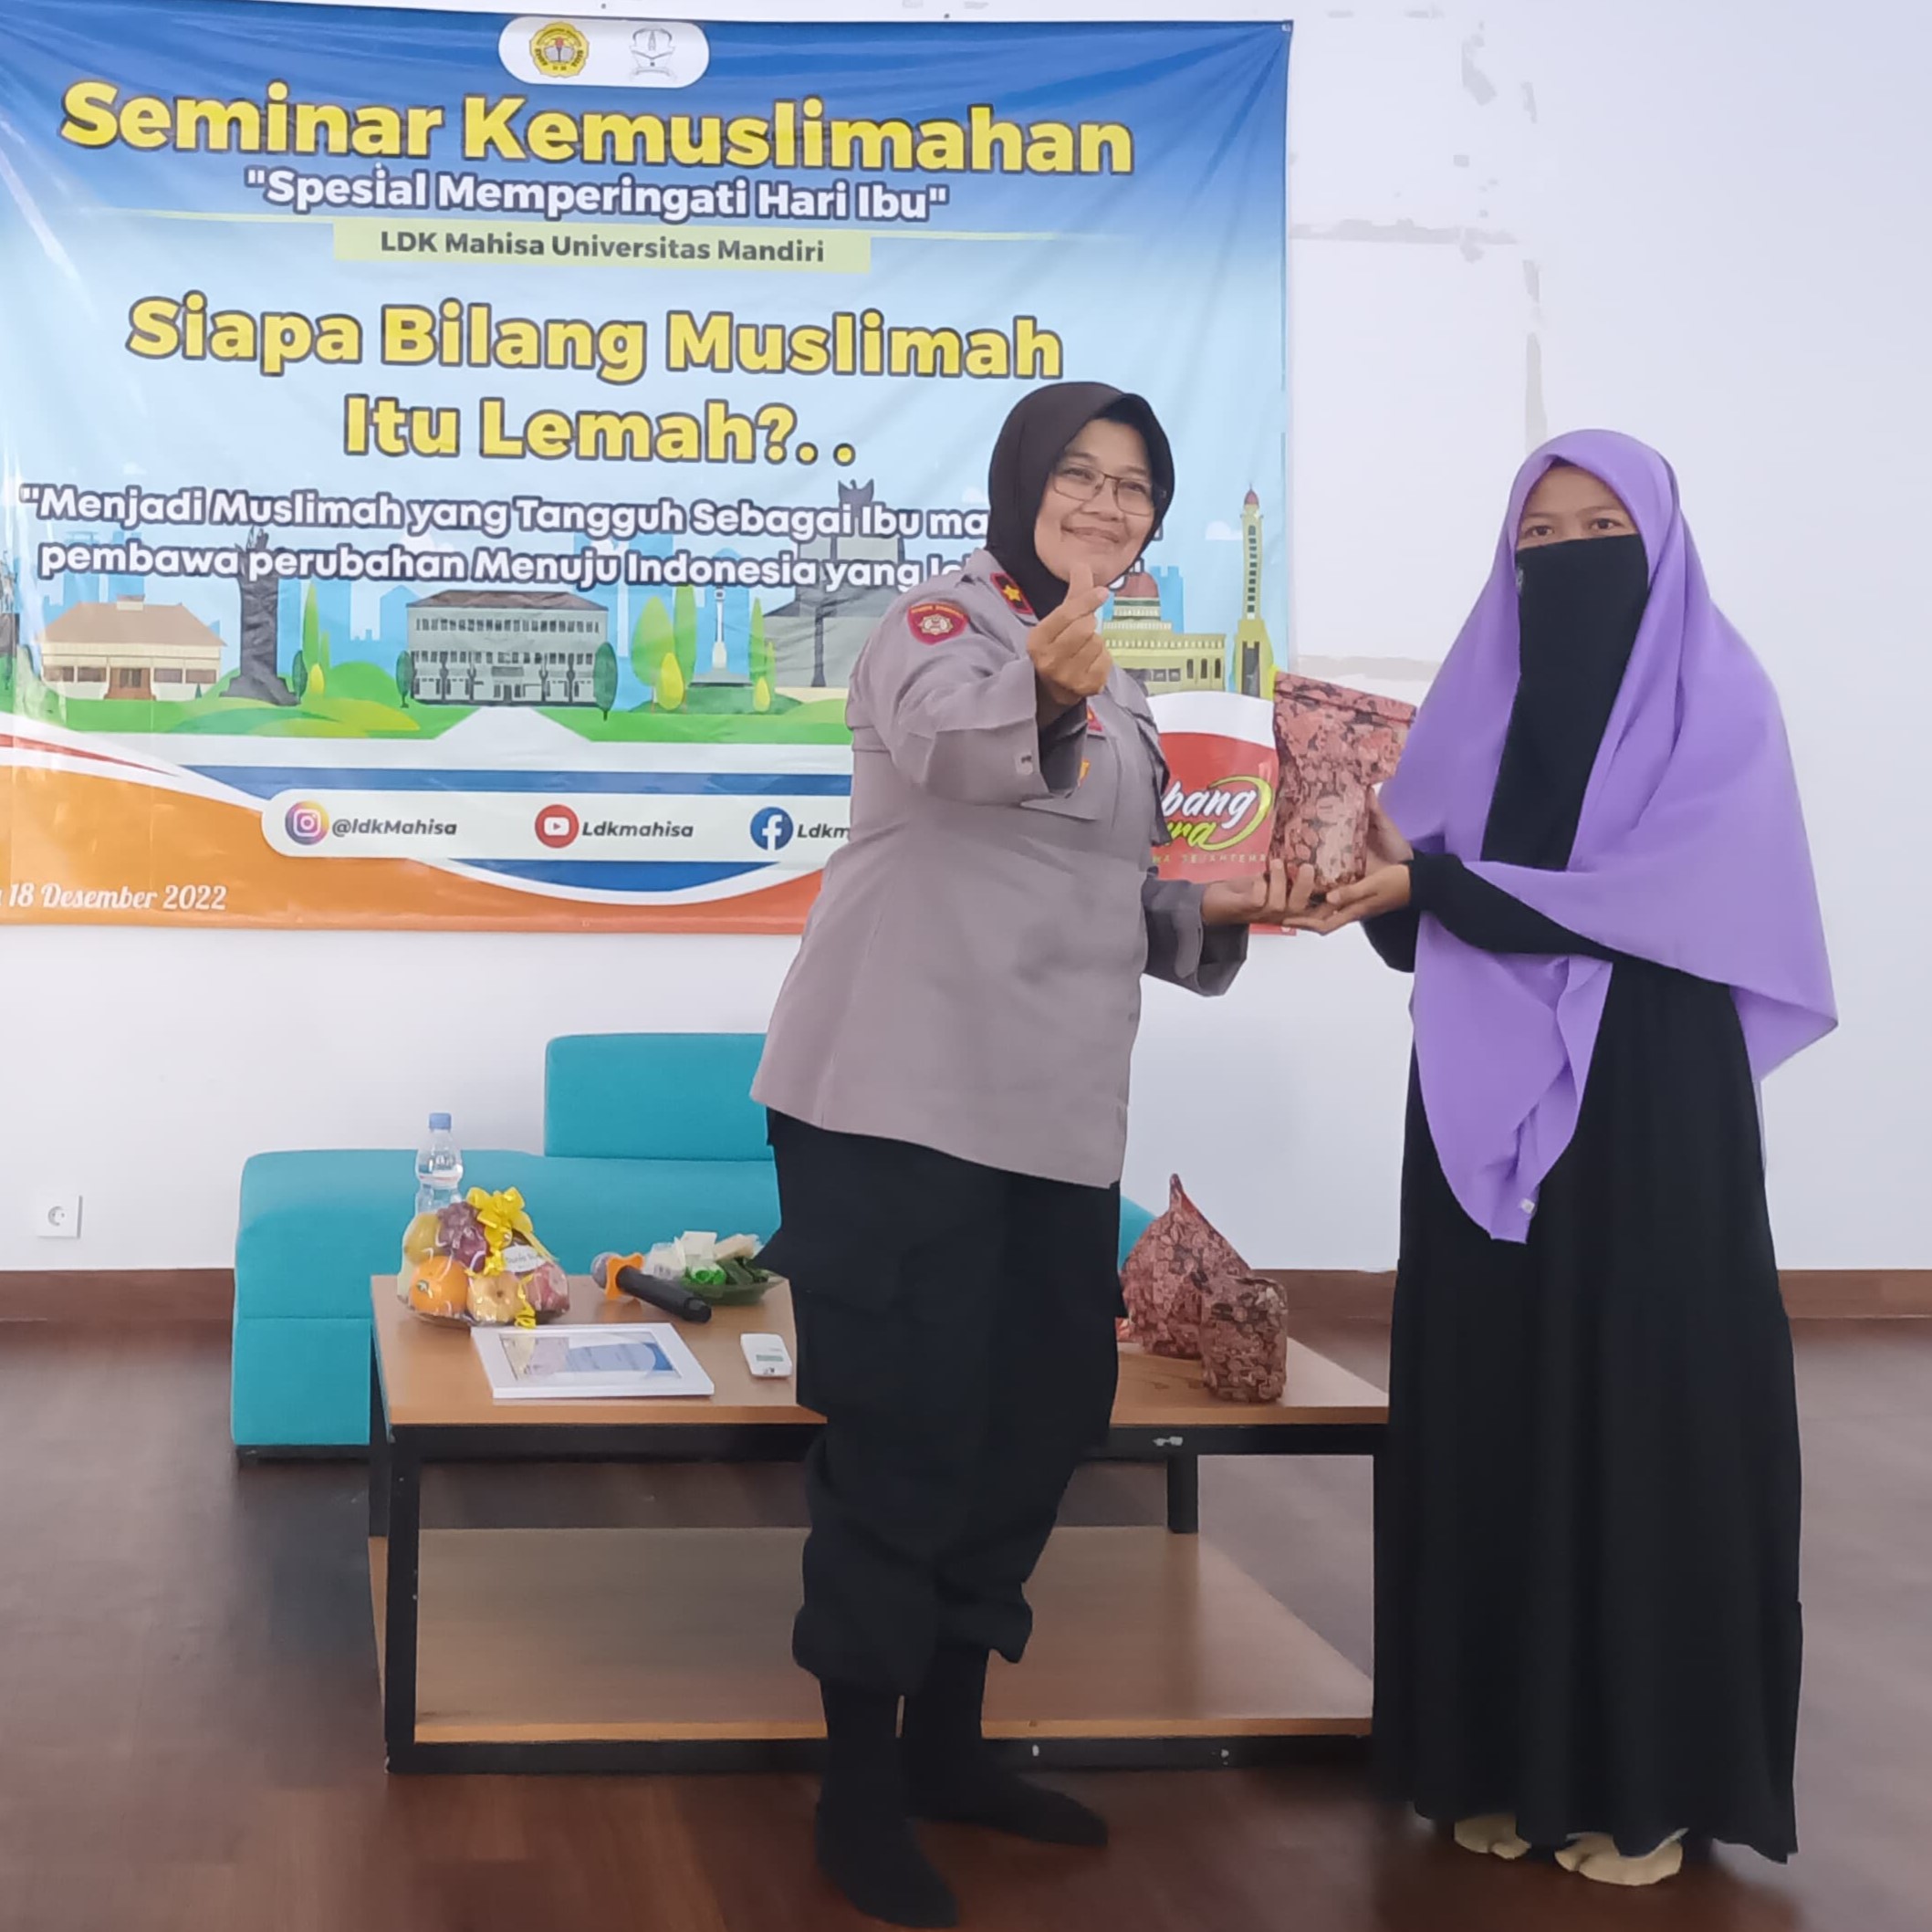 Seminar Kemuslimahan
"Spesial Memperingati Hari Ibu"
LDK Mahisa Universitas Mandiri
Siapa Bilang Muslimah
Itu Lemah?. .
"Menjadi Muslimah yang Tangguh Sebagai Ibu
pembawa perubahan Menuju Indonesia yang
@ldkMahisa
Ldkmahisa
18 Desember 2022